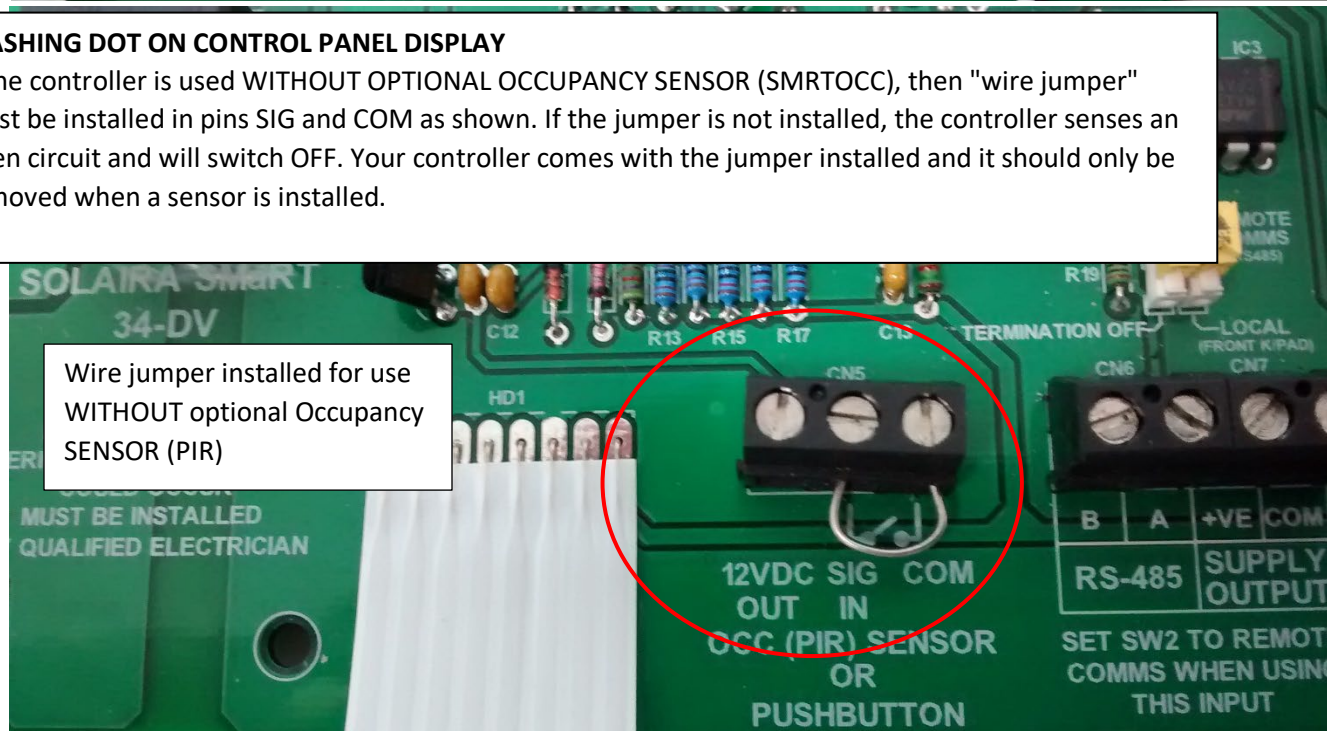 ASHING DOT ON CONTROL PANEL DISPLAY
he controller is used WITHOUT OPTIONAL OCCUPANCY SENSOR (SMRTOCC), then "wire jumper"
st be installed in pins SIG and COM as shown. If the jumper is not installed, the controller senses an
en circuit and will switch OFF. Your controller comes with the jumper installed and it should only be
moved when a sensor is installed.
IC3
MOTE
MMS
S485)
SOLAIRA SMaRT
34-DV
C12
R13
R15
R17
C13
R19
TERMINATION OFF
LOCAL
(FRONT K/PAD)
Wire jumper installed for use
WITHOUT optional Occupancy
SENSOR (PIR)
HD1
CN5
CN6
CN7
ERI
COULD OCCUR
MUST BE INSTALLED
QUALIFIED ELECTRICIAN
12VDC SIG COM
OUT IN
OCC (PIR) SENSOR
OR
PUSHBUTTON
B A +VE COM
RS-485
SUPPLY
OUTPUT
SET SW2 TO REMOT
COMMS WHEN USING
THIS INPUT